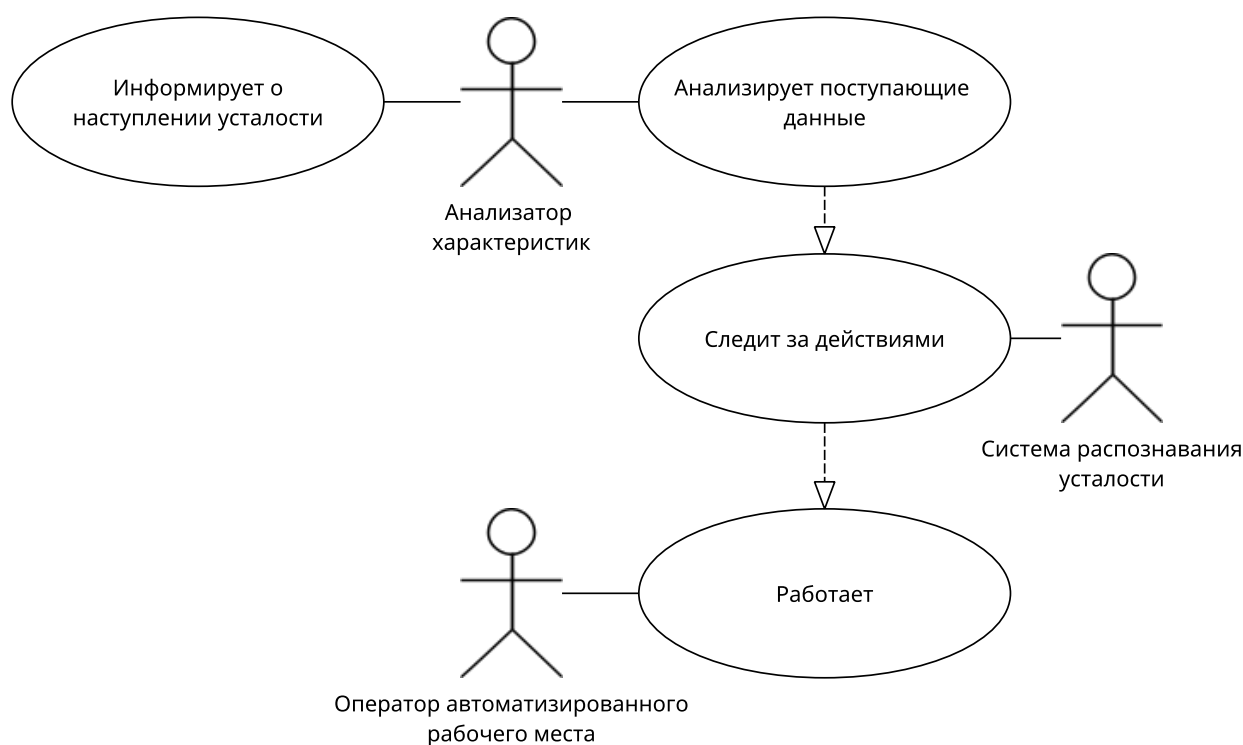 Информирует о
наступлении усталости
Анализирует поступающие
данные
Анализатор
характеристик
Следит за действиями
Система распознавания
усталости
Работает
Оператор автоматизированного
рабочего места